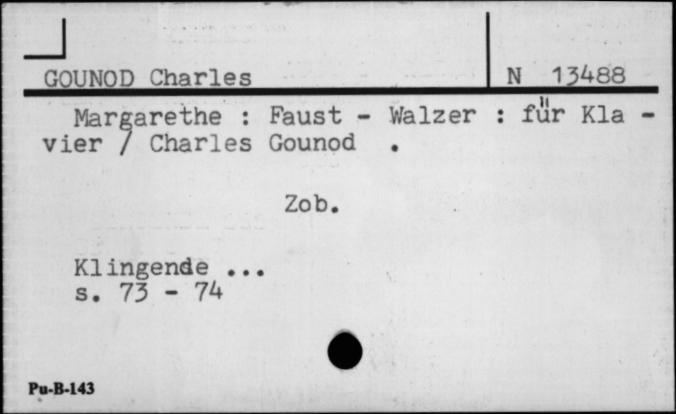 GOUNOD Charles
N 13488
Margarethe : Faust - Walzer : für Kla -
vier / Charles Gounod .
Zob.
Klingende ...
s. 73 - 74
Pu-B-143